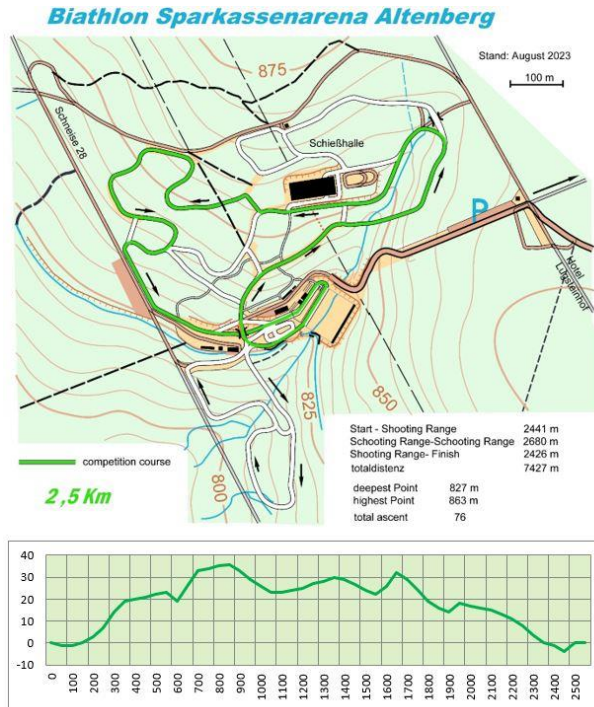 Biathlon Sparkassenarena Altenberg
Stand: August 2023
100 m
875
Schneise 28
Schießhalle
P
Hotel
Lugsteinhof
850
825
800
Start - Shooting Range 2441 m
Schooting Range-Schooting Range 2680 m
Shooting Range- Finish 2426 m
totaldistenz 7427 m
deepest Point 827 m
highest Point 863 m
total ascent 76
competition course
2,5 Km
40
30
20
10
0
-10
0 100 200 300 400 500 600 700 800 900 1000 1100 1200 1300 1400 1500 1600 1700 1800 1900 2000 2100 2200 2300 2400 2500